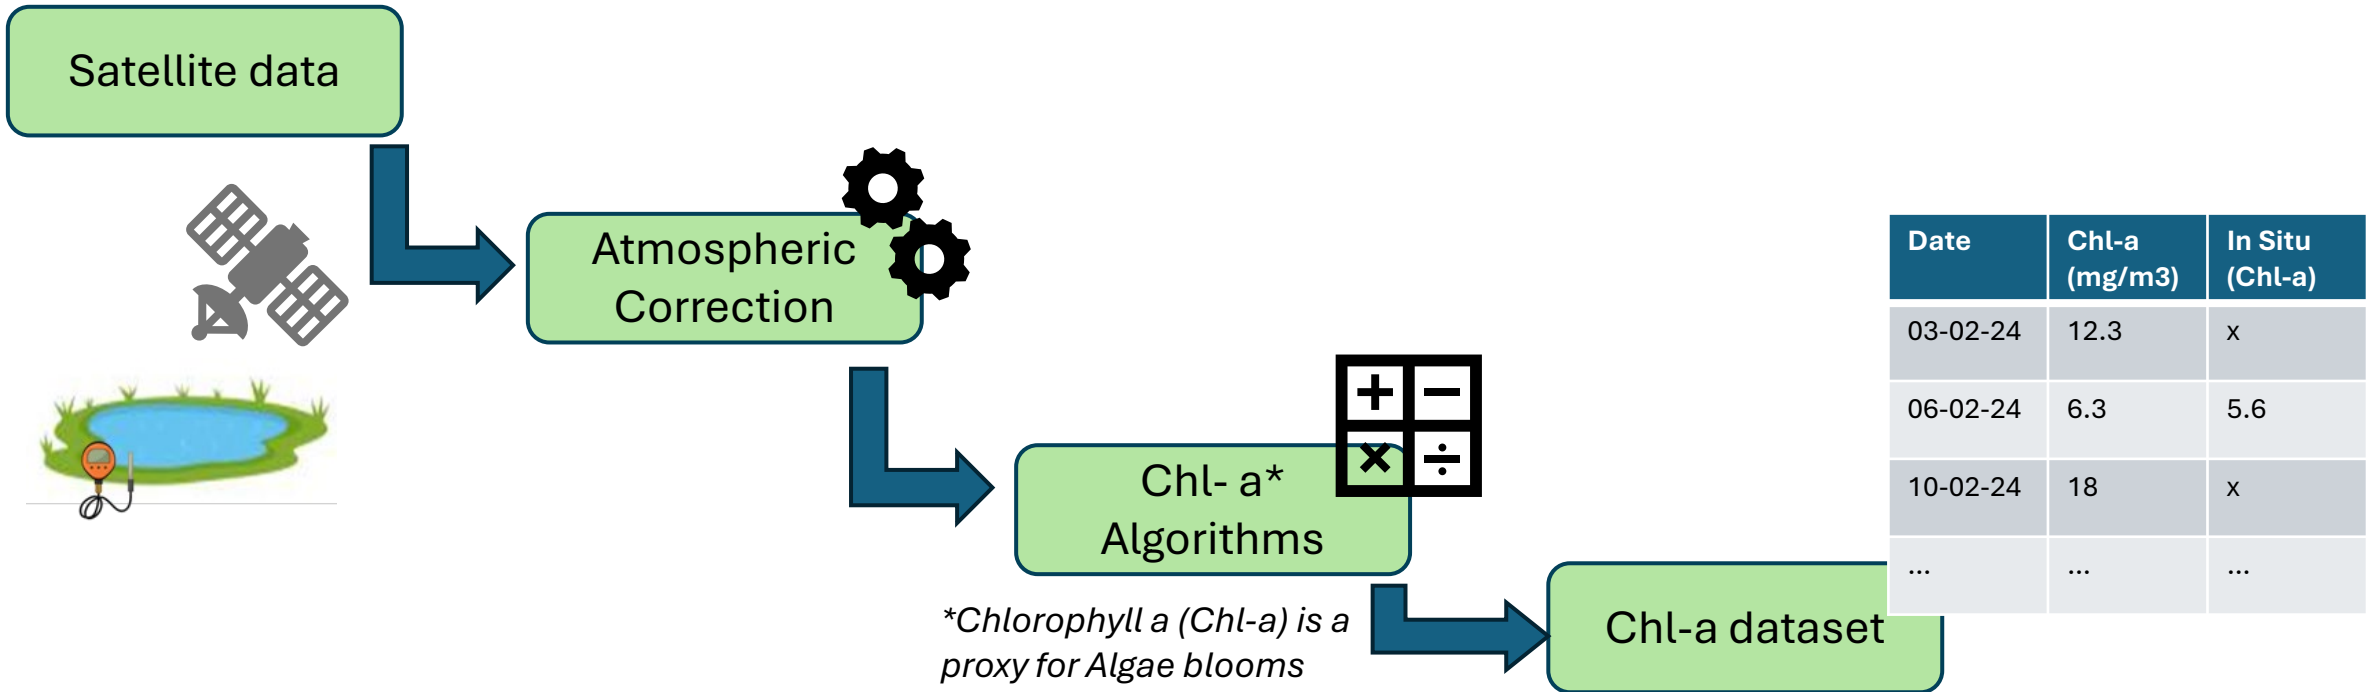 Satellite data
Atmospheric
Correction
Chl- a*
Algorithms
*Chlorophyll a (Chl-a) is a
proxy for Algae blooms
Chl-a dataset
Date Chl-a (mg/m3) In Situ (Chl-a)
03-02-24 12.3 x
06-02-24 6.3 5.6
10-02-24 18 x
... ... ...